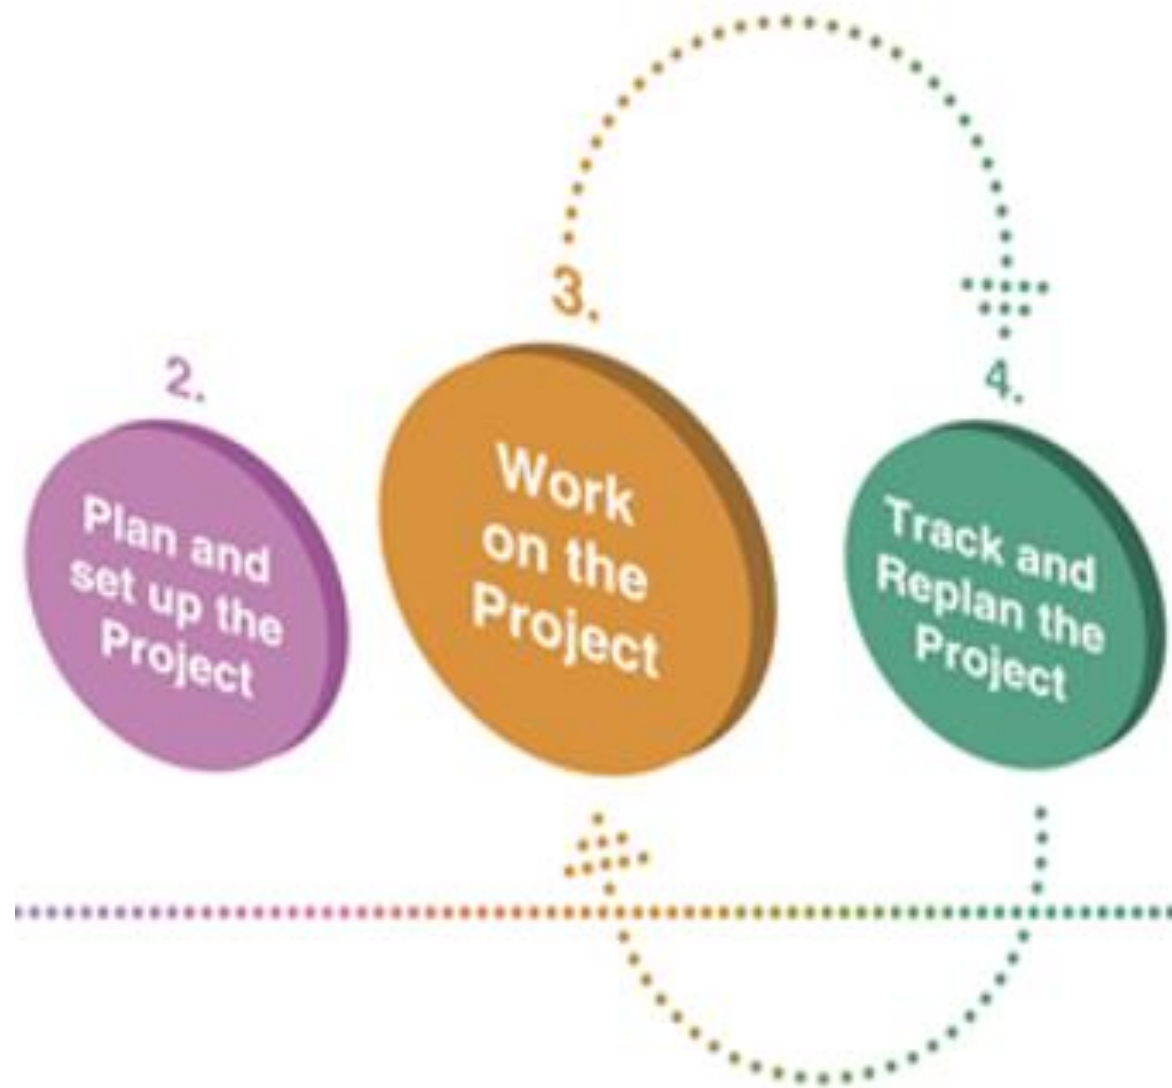 2.
Plan and
set up the
Project
3.
Work
on the
Project
4.
Track and
Replan the
Project